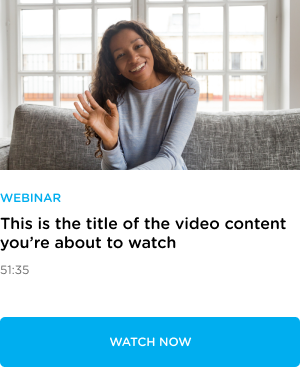 WEBINAR
This is the title of the video content
you’re about to watch
51:35
WATCH NOW